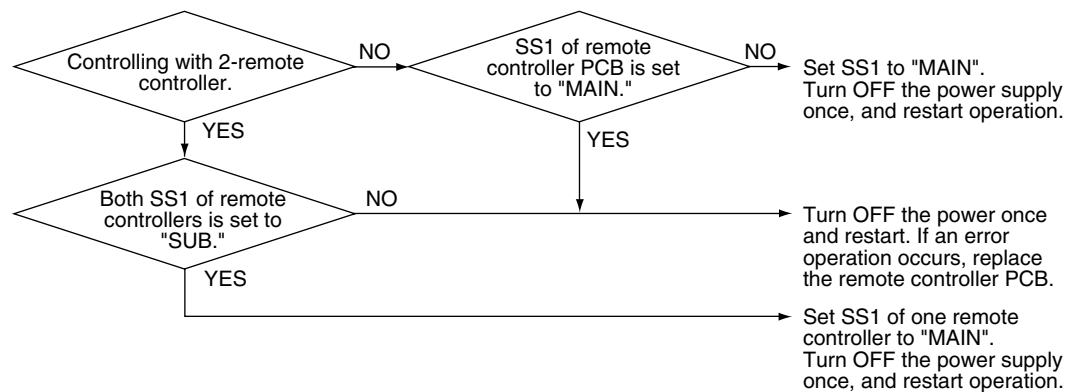 Controlling with 2-remote
controller.
NO
SS1 of remote
controller PCB is set
to "MAIN."
NO
Set SS1 to "MAIN".
Turn OFF the power supply
once, and restart operation.
YES
YES
Both SS1 of remote
controllers is set to
"SUB."
NO
Turn OFF the power once
and restart. If an error
operation occurs, replace
the remote controller PCB.
YES
Set SS1 of one remote
controller to "MAIN".
Turn OFF the power supply
once, and restart operation.